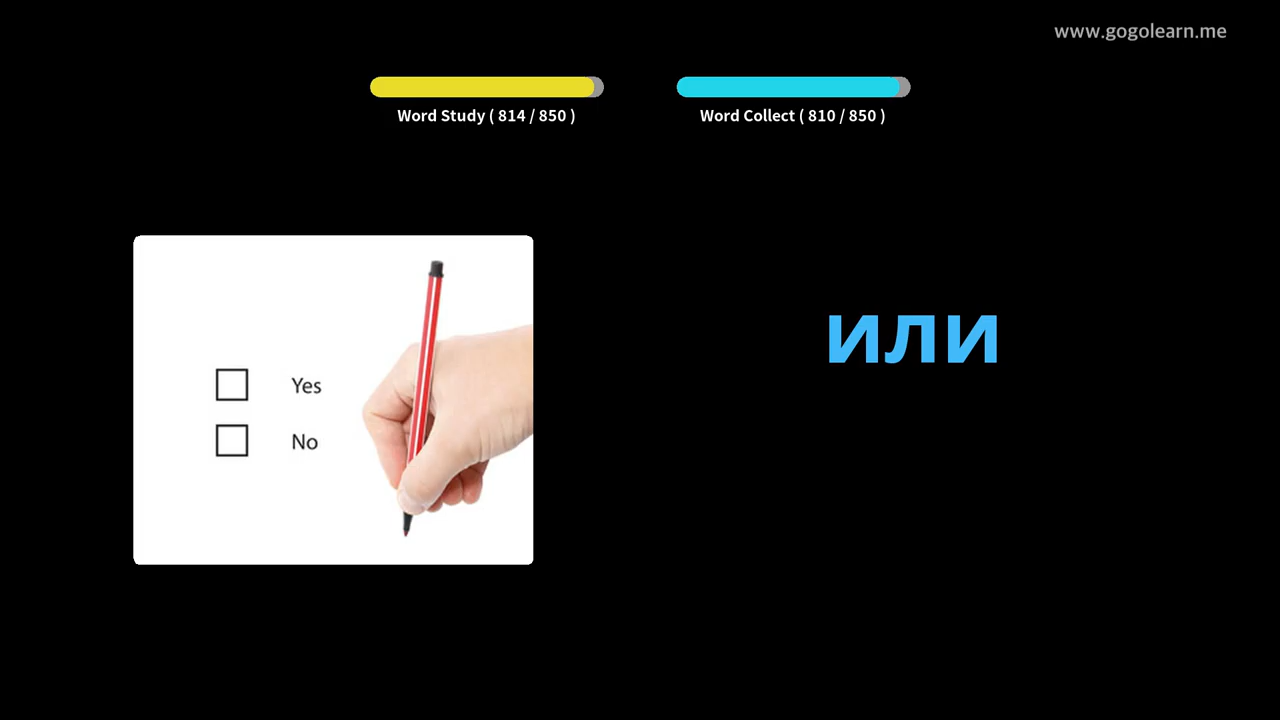 www.gogolearn.me
Word Study ( 814 / 850 )
Word Collect ( 810 / 850 )
или
Yes
No